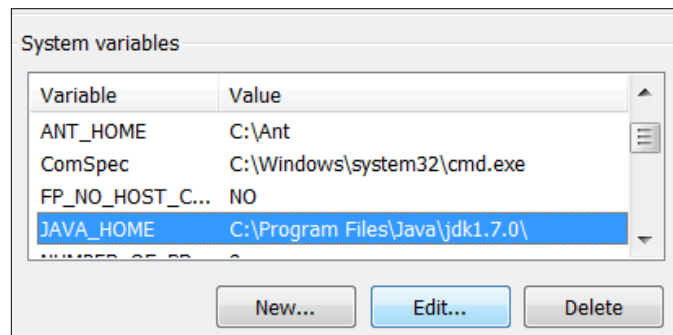 System variables
Variable Value
ANT_HOME C:\Ant
ComSpec C:\Windows\system32\cmd.exe
FP_NO_HOST_C... NO
JAVA_HOME C:\Program Files\Java\jdk1.7.0\
New... Edit... Delete